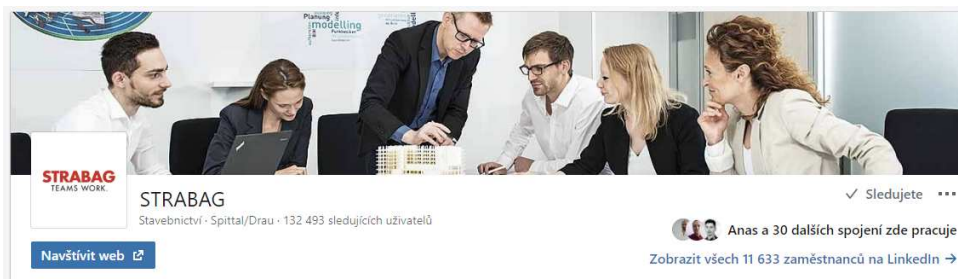 Planung
modelling
STRABAG
TEAMS WORK.
STRABAG
Stavebnictví · Spittal/Drau · 132 493 sledujících uživatelů
Navštívit web
✓ Sledujete ...
Anas a 30 dalších spojení zde pracuje
Zobrazit všech 11 633 zaměstnanců na LinkedIn →